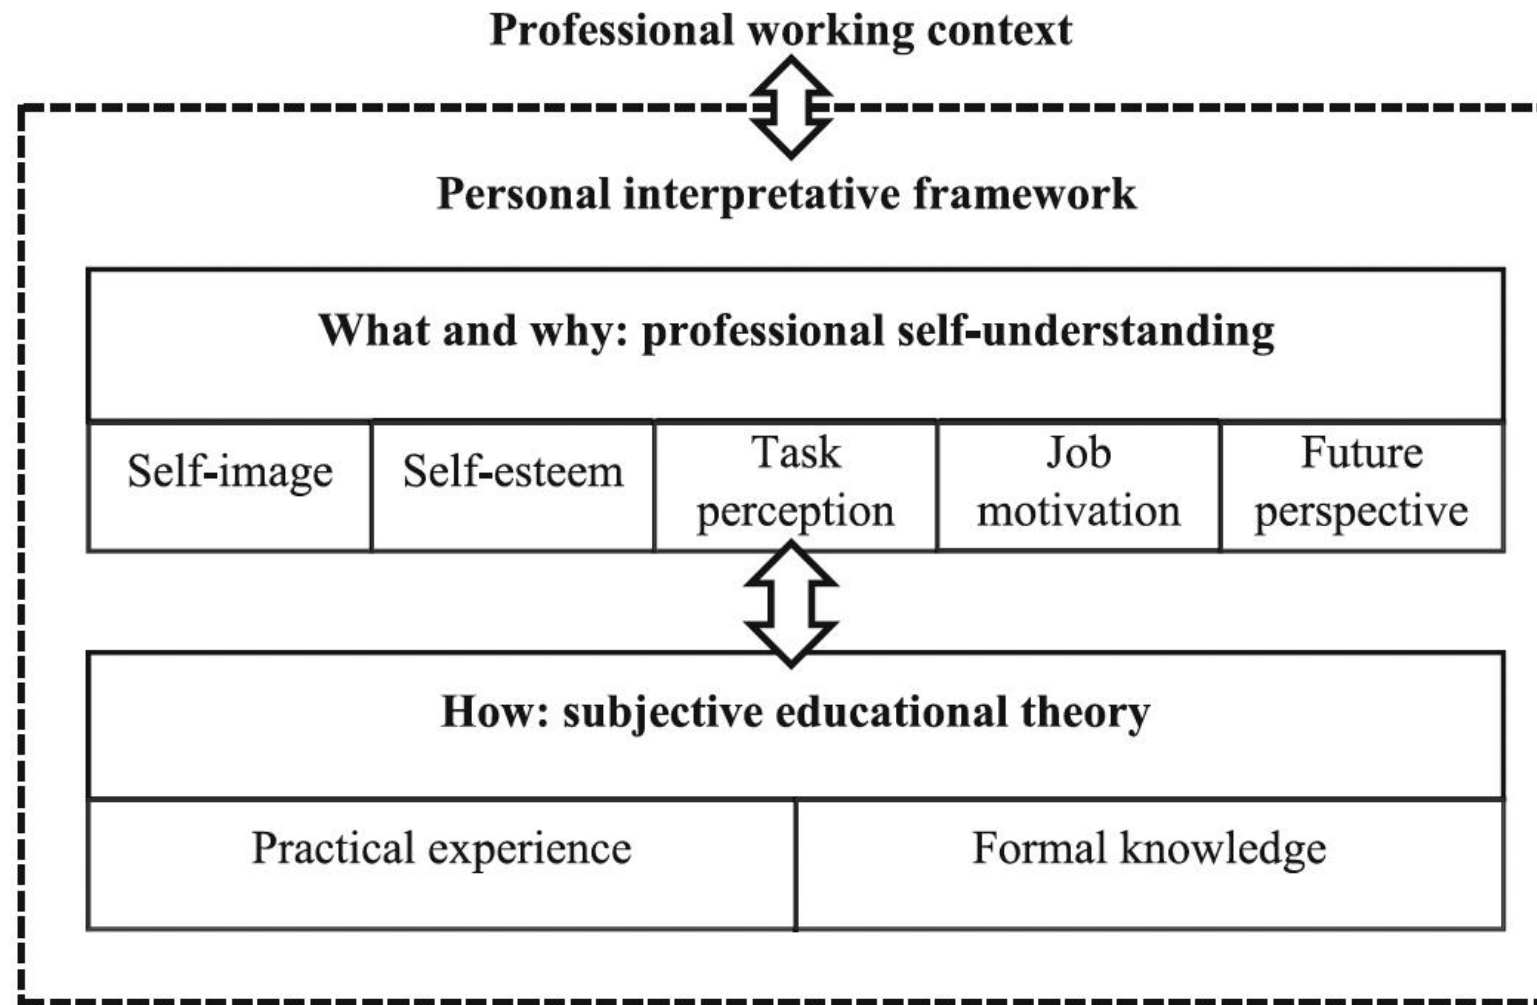 Professional working context
Personal interpretative framework
What and why: professional self-understanding
Self-image
Self-esteem
Task
perception
Job
motivation
Future
perspective
How: subjective educational theory
Practical experience
Formal knowledge